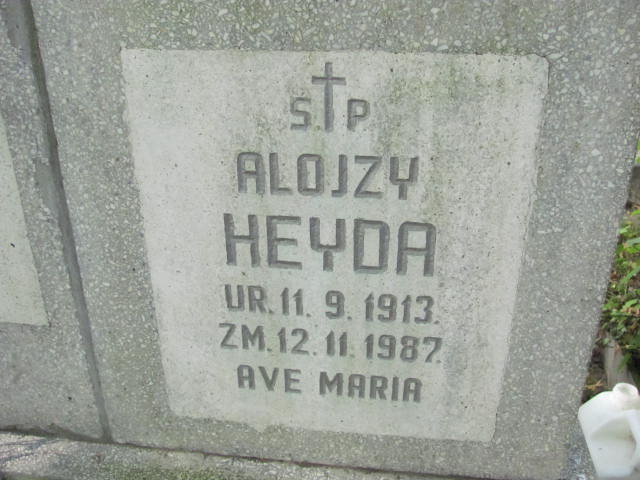 S✝P
ALOJZY
HEYDA
UR. 11. 9. 1913.
ZM. 12. 11. 1987.
AVE MARIA